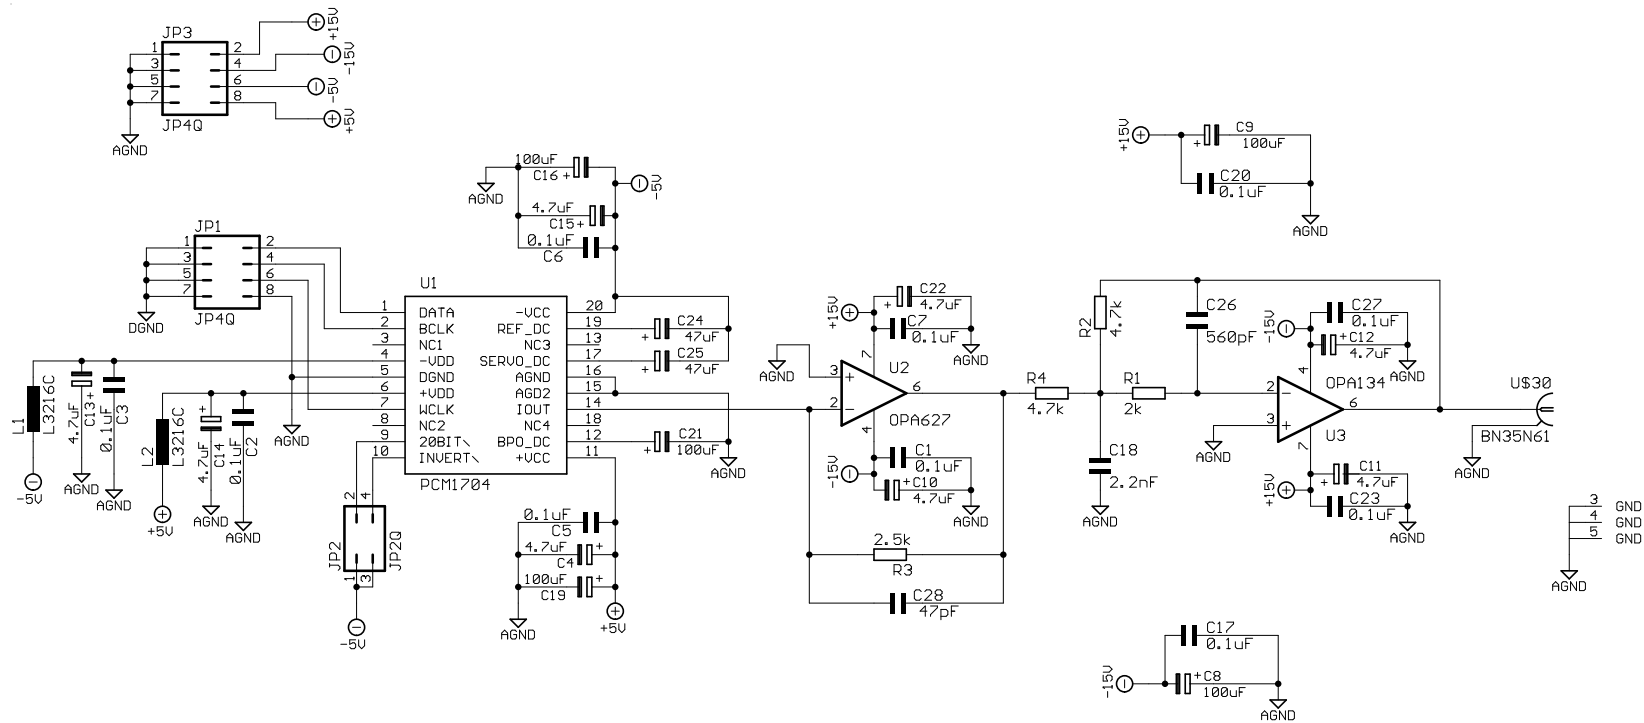 JP3
1 2
3 4
5 6
7 8
JP4Q
+15V
-15V
-5V
+5V
AGND
JP1
1 2
3 4
5 6
7 8
JP4Q
DGND
100uF
C16 +
AGND
-5V
4.7uF
C15+
0.1uF
C6
U1
1 DATA -VCC 20
2 BCLK REF_DC 19
3 NC1 NC3 13
4 -VDD SERVO_DC 17
5 DGND AGND 16
6 +VDD AGD2 15
7 WCLK IOUT 14
8 NC2 NC4 18
9 20BIT\ BPO_DC 12
10 INVERT\ +VCC 11
PCM1704
+ C24
47uF
+ C25
47uF
+ C21
100uF
AGND
L1
L3216C
-5V
4.7uF
C13 +
AGND
0.1uF
C3
AGND
L2
L3216C
+5V
+
4.7uF
C14
AGND
0.1uF
C2
AGND
AGND
2 4
JP2
JP2Q
1 3
-5V
0.1uF
C5
4.7uF +
C4
100uF +
C19
AGND
+5V
+15V
+ C22
4.7uF
C7
0.1uF
AGND
AGND
7
3 +
2 -
6
4
U2
OPA627
-15V
C1
0.1uF
+ C10
4.7uF
AGND
2.5k
R3
C28
47pF
R4
4.7k
R2
4.7k
R1
2k
C18
2.2nF
AGND
C26
560pF
+15V
+ C9
100uF
C20
0.1uF
AGND
-15V
C27
0.1uF
+ C12
4.7uF
AGND
4
2 -
3 +
6
7
OPA134
U3
AGND
+15V
+ C11
4.7uF
C23
0.1uF
AGND
U$30
BN35N61
AGND
3 GND
4 GND
5 GND
AGND
-15V
C17
0.1uF
+ C8
100uF
AGND